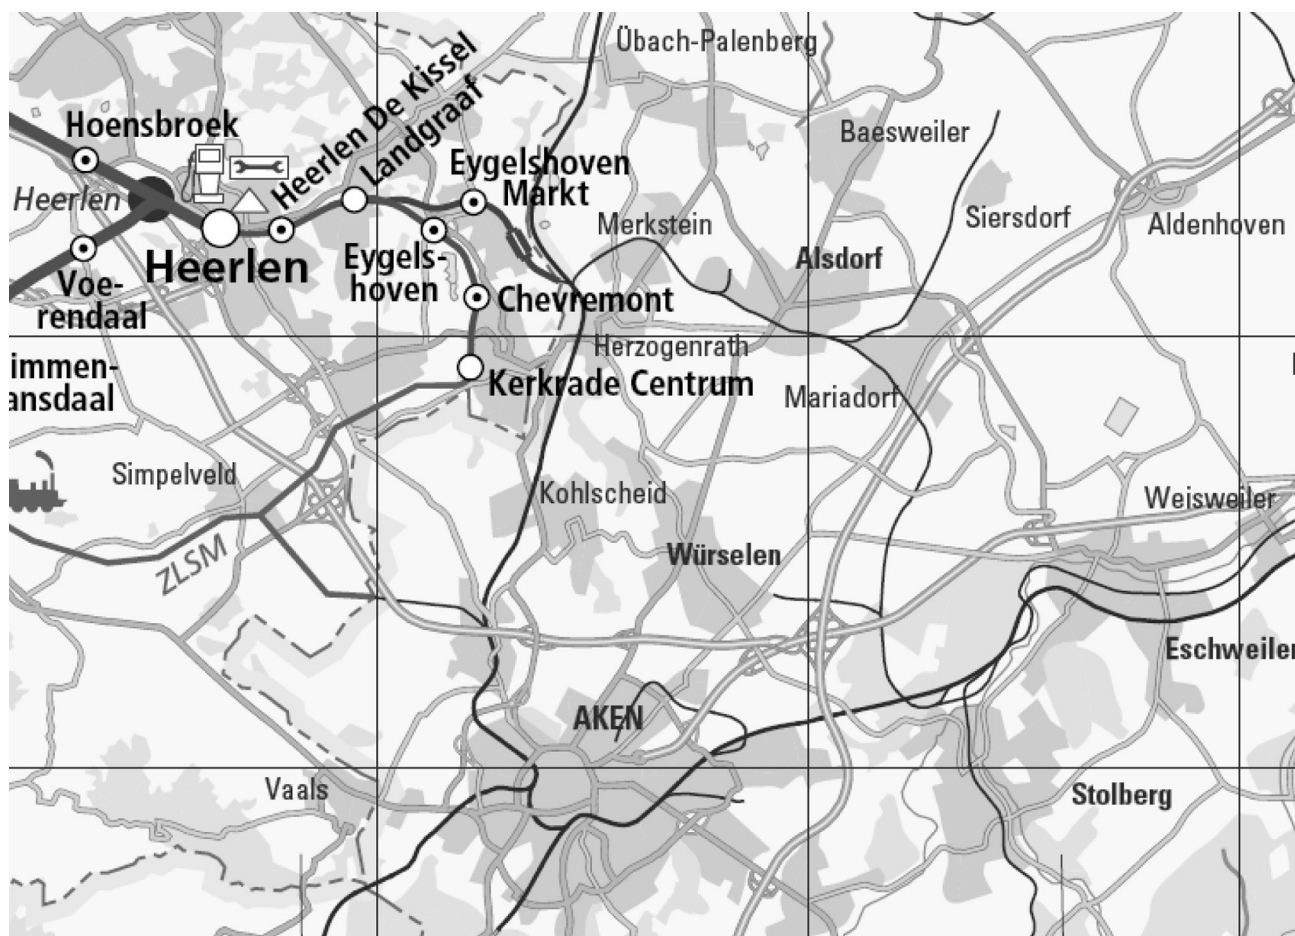 Übach-Palenberg
Hoensbroek
Heerlen De Kissel
Landgraaf
Baesweiler
Eygelshoven
Markt
Heerlen
Merkstein
Siersdorf
Aldenhoven
Heerlen
Eygels-
hoven
Alsdorf
Voe-
rendaal
Chevremont
Herzogenrath
immen-
ansdaal
Kerkrade Centrum
Mariadorf
Simpelveld
Kohlscheid
Weisweiler
ZLSM
Würselen
Eschweiler
AKEN
Vaals
Stolberg